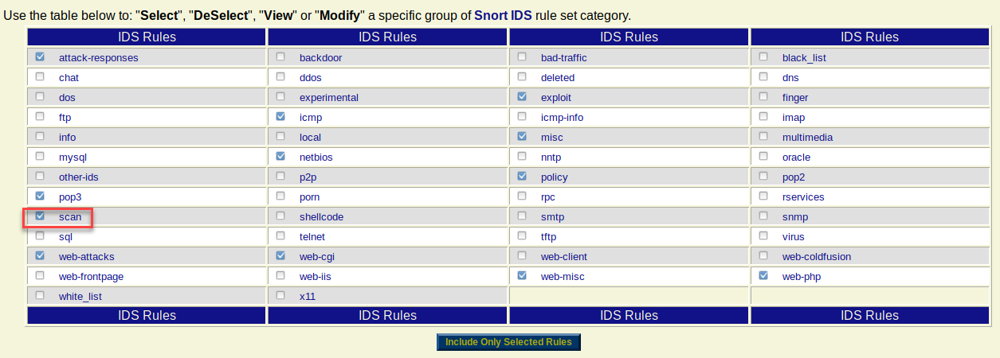 Use the table below to: "Select", "DeSelect", "View" or "Modify" a specific group of Snort IDS rule set category.
IDS Rules IDS Rules IDS Rules IDS Rules
attack-responses backdoor bad-traffic black_list
chat ddos deleted dns
dos experimental exploit finger
ftp icmp icmp-info imap
info local misc multimedia
mysql netbios nntp oracle
other-ids p2p policy pop2
pop3 porn rpc rservices
scan shellcode smtp snmp
sql telnet tftp virus
web-attacks web-cgi web-client web-coldfusion
web-frontpage web-iis web-misc web-php
white_list x11
IDS Rules IDS Rules IDS Rules IDS Rules
Include Only Selected Rules